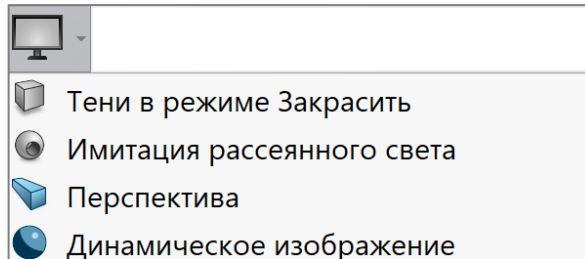 Тени в режиме Закрасить
Имитация рассеянного света
Перспектива
Динамическое изображение